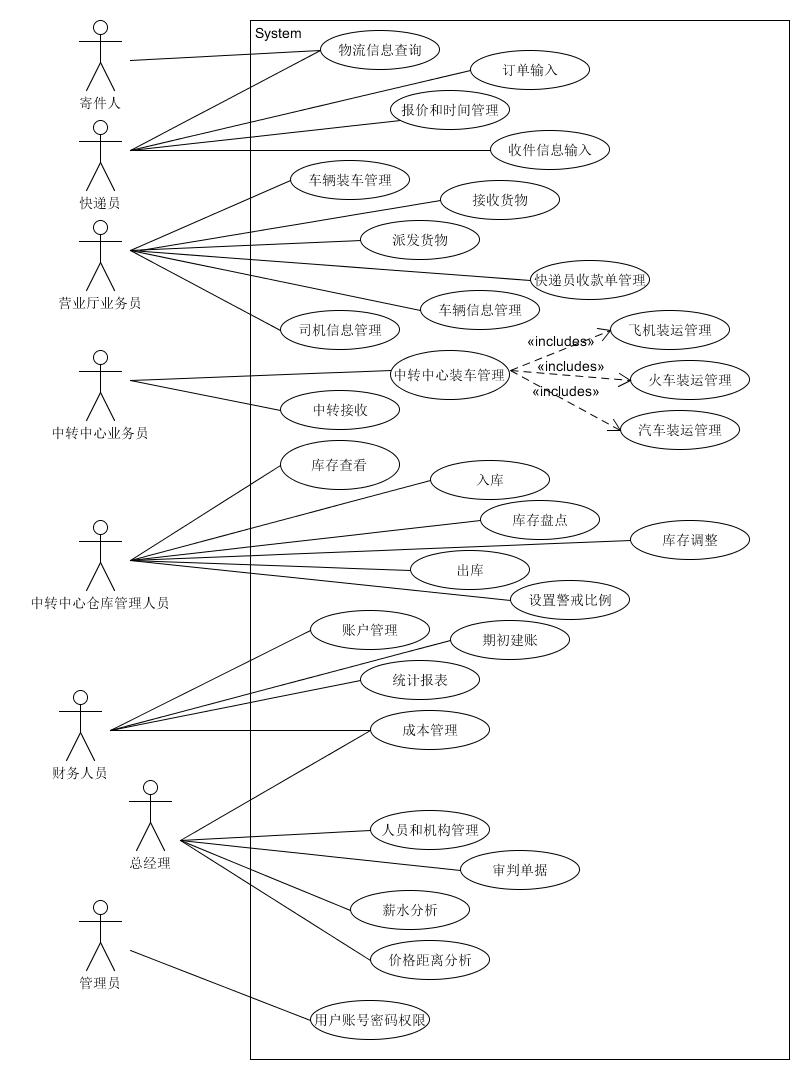 System
物流信息查询
订单输入
寄件人
报价和时间管理
收件信息输入
车辆装车管理
快递员
接收货物
派发货物
快递员收款单管理
营业厅业务员
车辆信息管理
司机信息管理
飞机装运管理
«includes»
«includes»
中转中心装车管理
火车装运管理
«includes»
中转接收
汽车装运管理
中转中心业务员
库存查看
入库
库存盘点
库存调整
出库
设置警戒比例
中转中心仓库管理人员
账户管理
期初建账
统计报表
成本管理
财务人员
人员和机构管理
总经理
审判单据
薪水分析
价格距离分析
管理员
用户账号密码权限